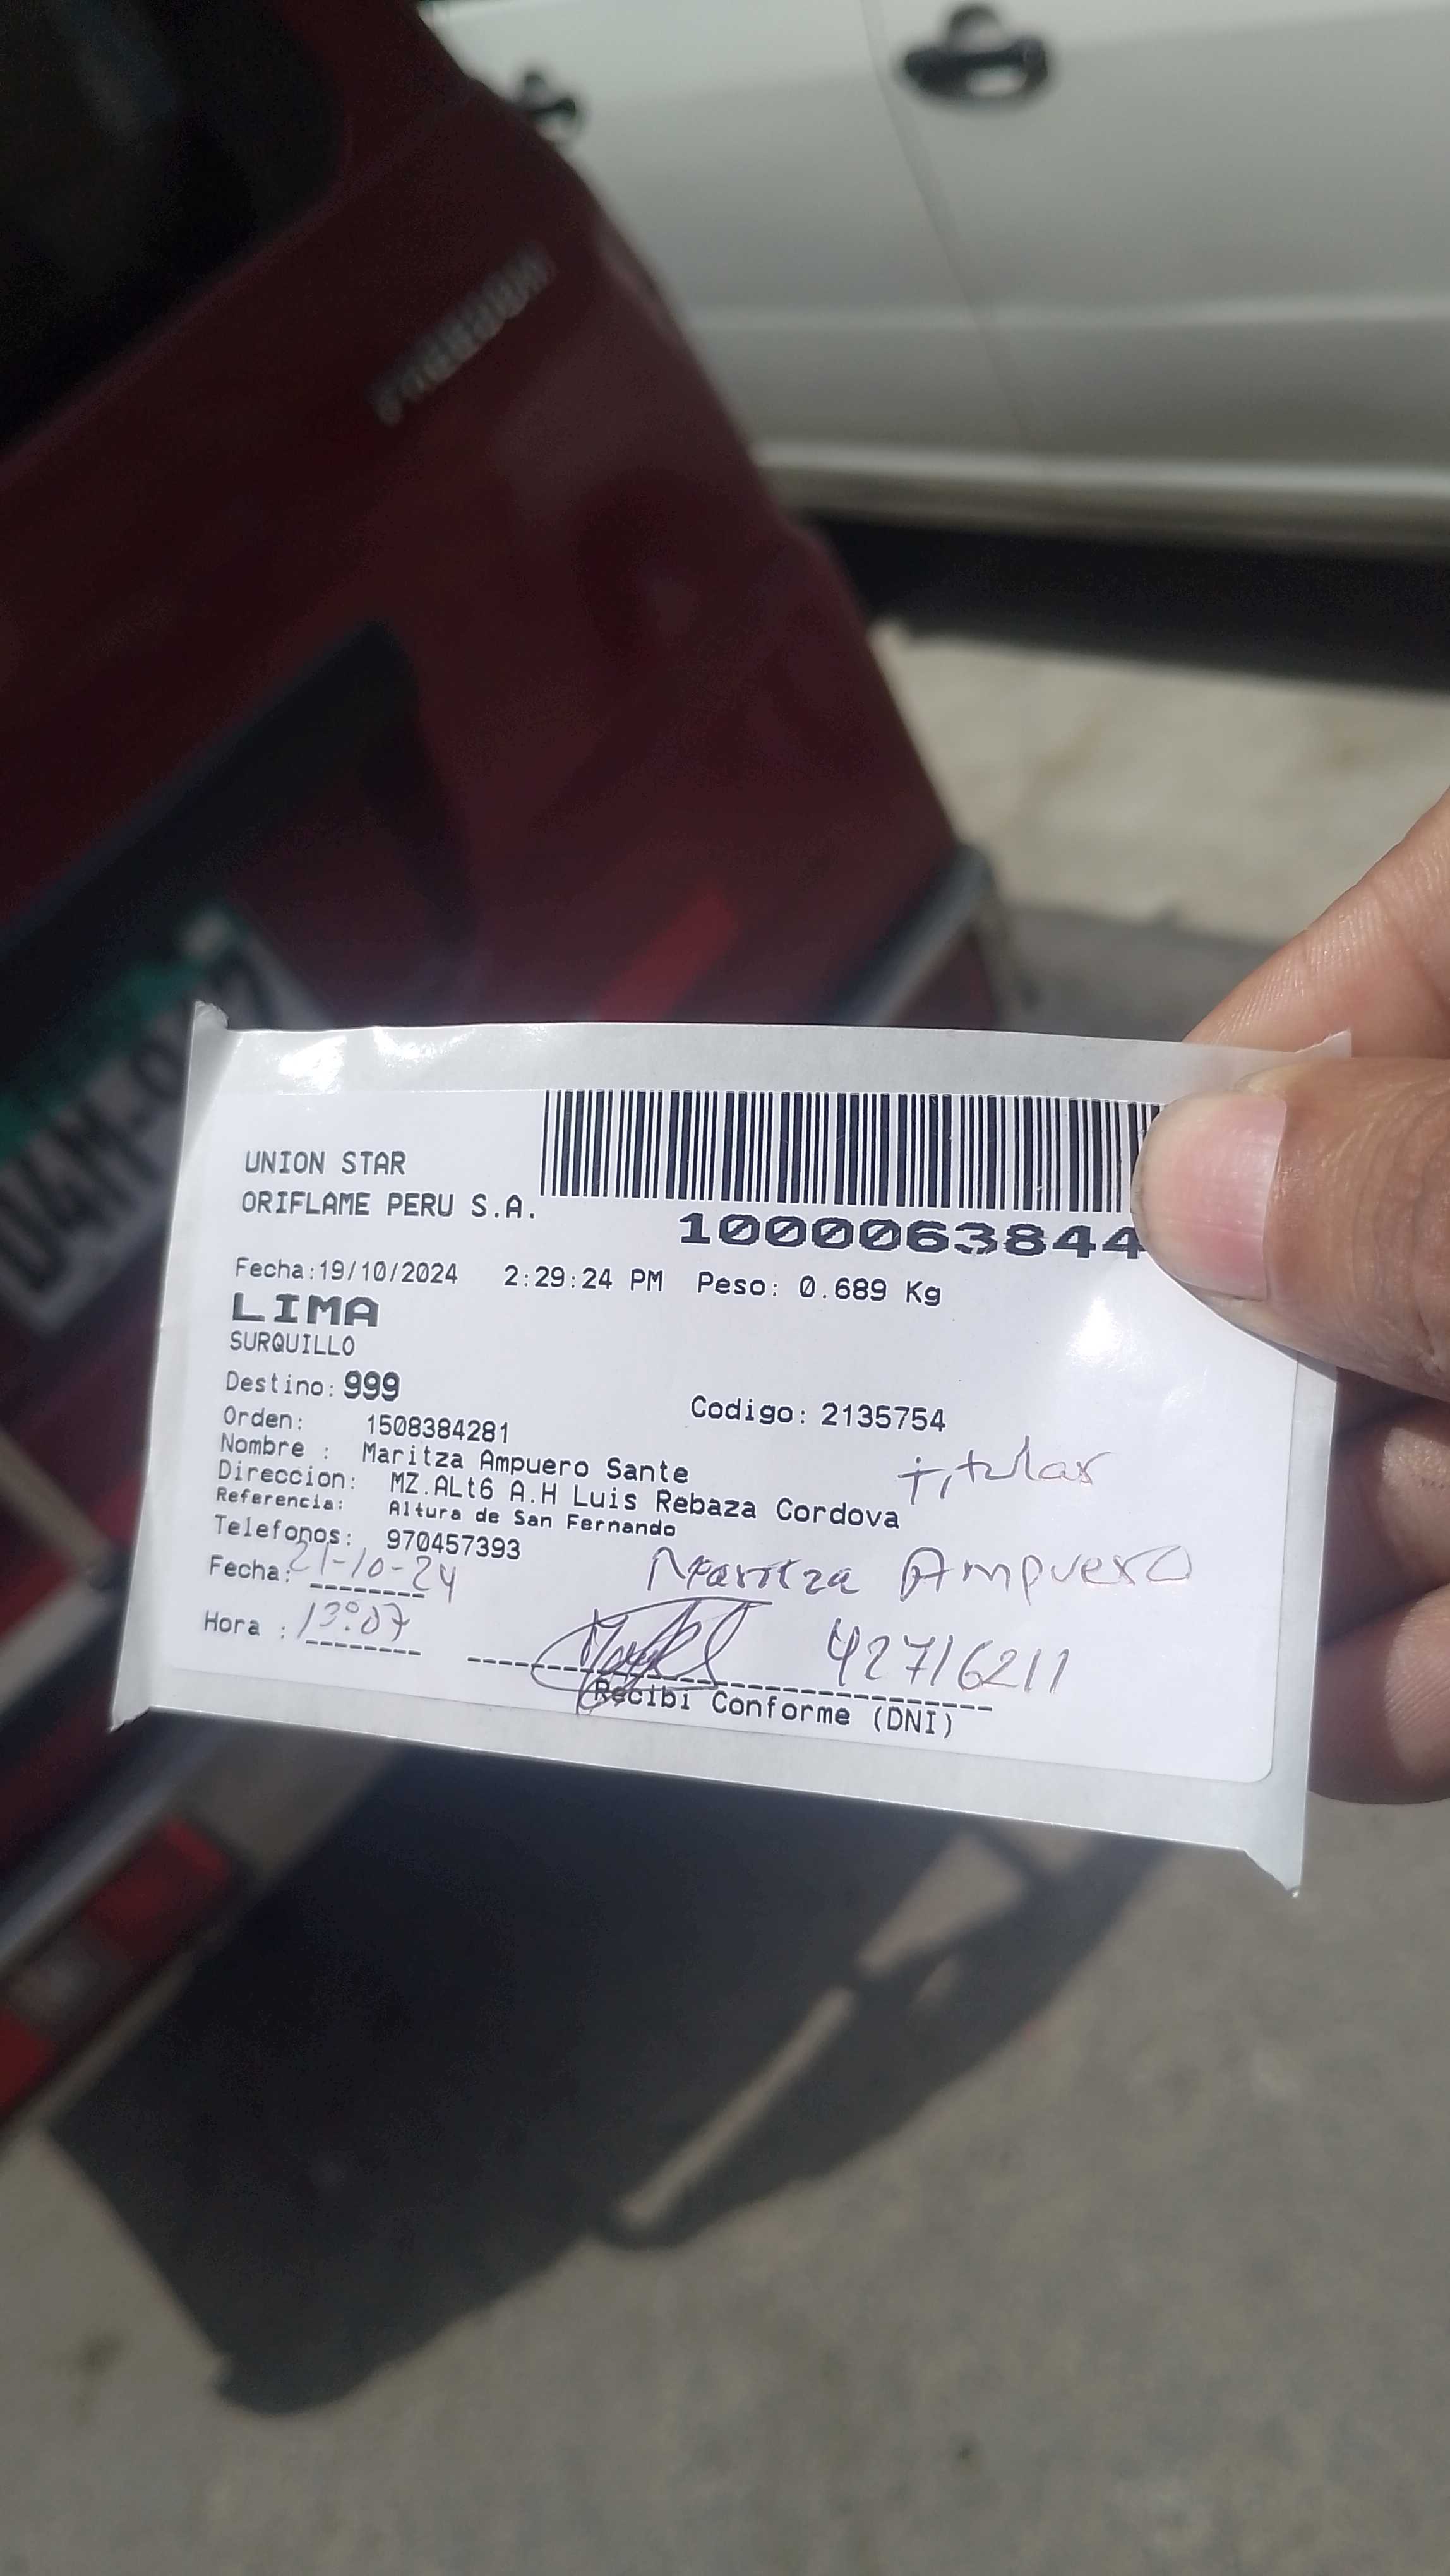 UNION STAR
ORIFLAME PERU S.A.
1000063844
Fecha:19/10/2024 2:29:24 PM Peso: 0.689 Kg
LIMA
SURQUILLO
Destino: 999
Codigo: 2135754
Orden: 1508384281
Nombre : Maritza Ampuero Sante
titular
Direccion: MZ.ALt6 A.H Luis Rebaza Cordova
Referencia: Altura de San Fernando
Telefonos: 970457393
Maritza Ampuero
Fecha: 21-10-24
Hora : 13:07
42716211
Recibi Conforme (DNI)